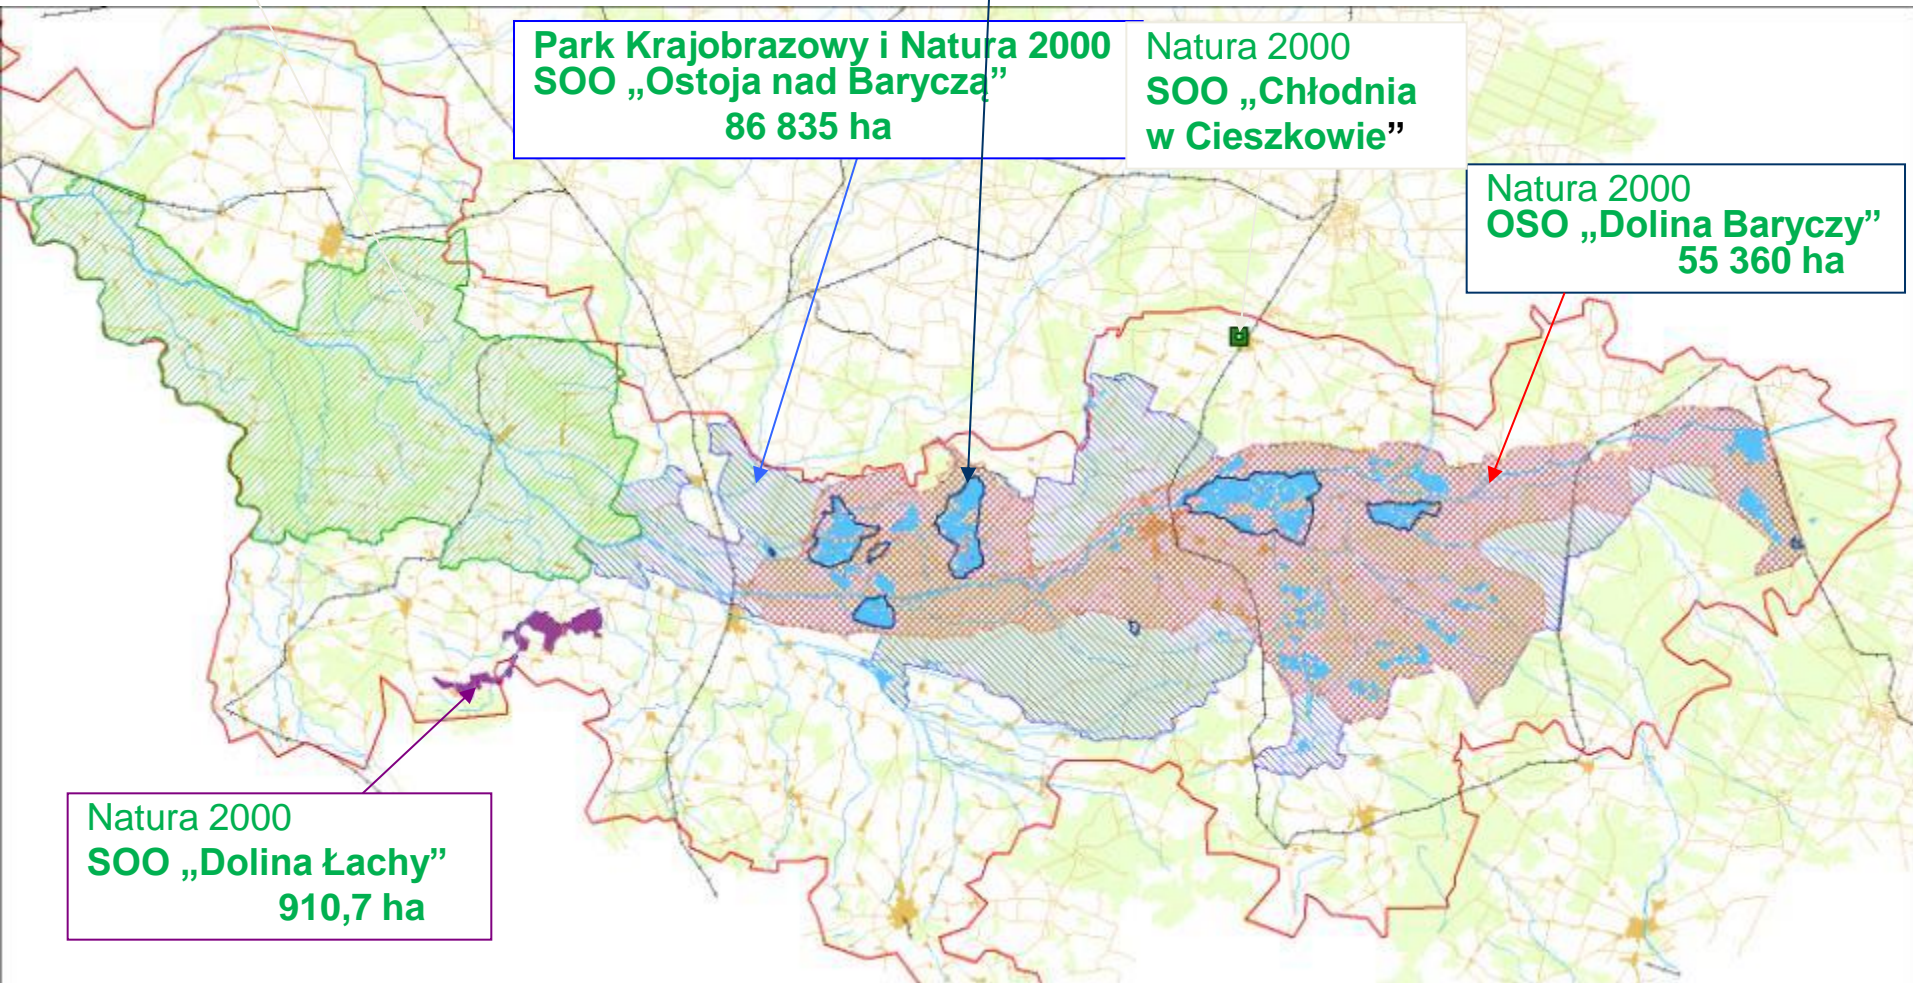 Park Krajobrazowy i Natura 2000
SOO „Ostoja nad Baryczą”
86 835 ha
Natura 2000
SOO „Chłodnia
w Cieszkowie”
Natura 2000
OSO „Dolina Baryczy”
55 360 ha
Natura 2000
SOO „Dolina Łachy”
910,7 ha